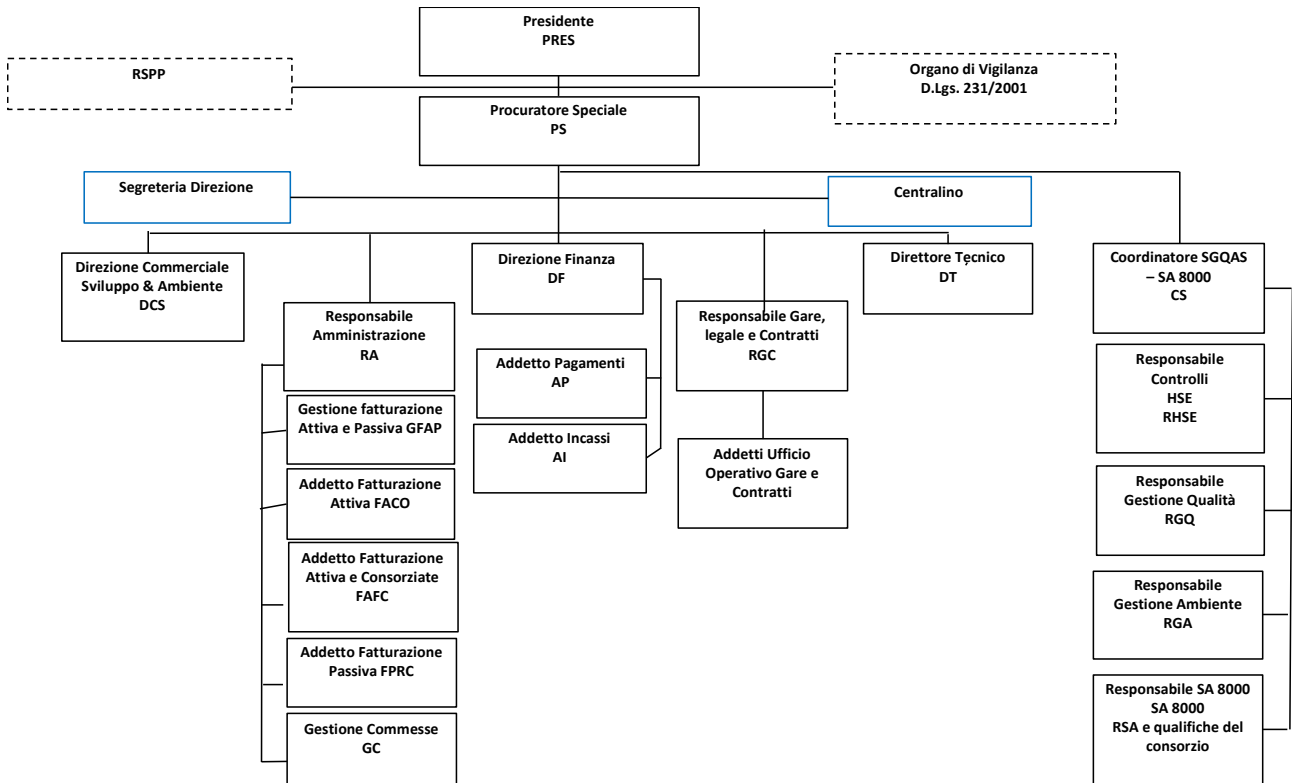 Presidente
PRES
RSPP
Organo di Vigilanza
D.Lgs. 231/2001
Procuratore Speciale
PS
Segreteria Direzione
Centralino
Direzione Commerciale
Sviluppo & Ambiente
DCS
Direzione Finanza
DF
Direttore Tecnico
DT
Coordinatore SGQAS
– SA 8000
CS
Responsabile
Amministrazione
RA
Responsabile Gare,
legale e Contratti
RGC
Addetto Pagamenti
AP
Responsabile
Controlli
HSE
RHSE
Gestione fatturazione
Attiva e Passiva GFAP
Addetto Incassi
AI
Addetti Ufficio
Operativo Gare e
Contratti
Addetto Fatturazione
Attiva FACO
Responsabile
Gestione Qualità
RGQ
Addetto Fatturazione
Attiva e Consorziate
FAFC
Responsabile
Gestione Ambiente
RGA
Addetto Fatturazione
Passiva FPRC
Responsabile SA 8000
SA 8000
RSA e qualifiche del
consorzio
Gestione Commesse
GC